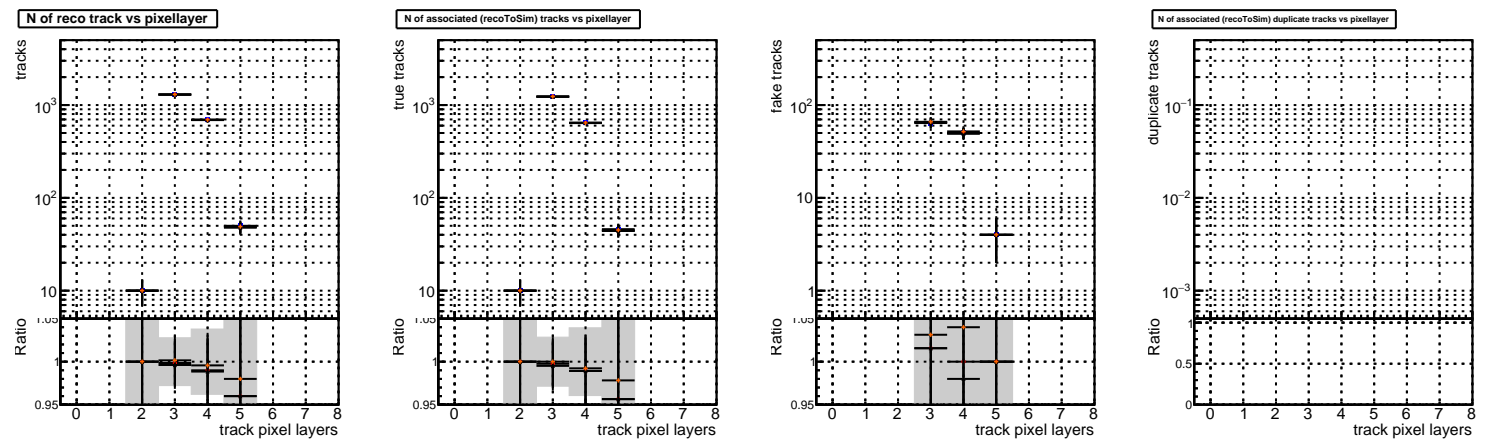 N of reco track vs pixellayer
tracks
10³
10²
10
Ratio
1.05
1
0.95
0 1 2 3 4 5 6 7 8
track pixel layers
N of associated (recoToSim) tracks vs pixellayer
true tracks
10³
10²
10
Ratio
1.05
1
0.95
0 1 2 3 4 5 6 7 8
track pixel layers
fake tracks
10²
10
1
Ratio
1.05
1
0.95
0 1 2 3 4 5 6 7 8
track pixel layers
N of associated (recoToSim) duplicate tracks vs pixellayer
duplicate tracks
10⁻¹
10⁻²
10⁻³
Ratio
1
0.5
0
0 1 2 3 4 5 6 7 8
track pixel layers